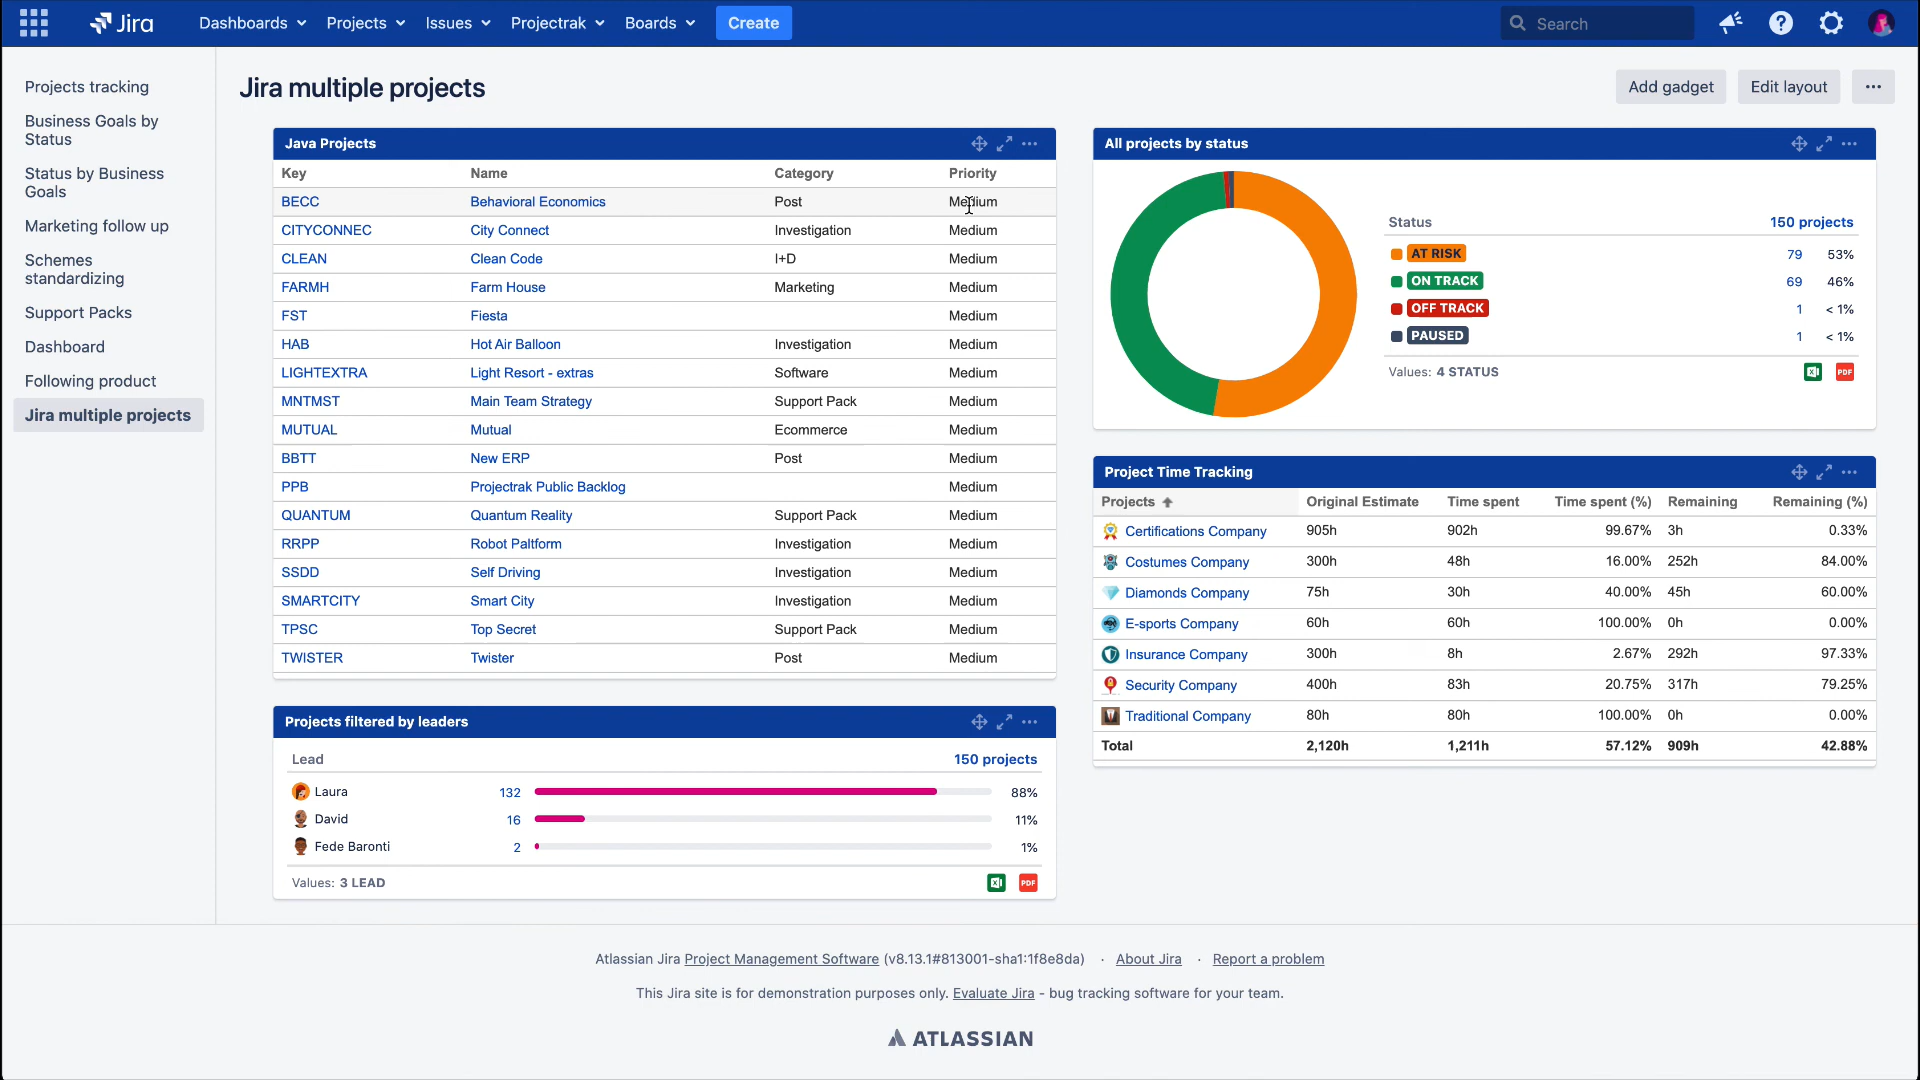 Jira Dashboards Projects Issues Projectrak Boards Create Search
Projects tracking
Business Goals by
Status
Status by Business
Goals
Marketing follow up
Schemes
standardizing
Support Packs
Dashboard
Following product
Jira multiple projects
Jira multiple projects
Add gadget Edit layout
Java Projects
Key Name Category Priority
BECC Behavioral Economics Post Medium
CITYCONNEC City Connect Investigation Medium
CLEAN Clean Code I+D Medium
FARMH Farm House Marketing Medium
FST Fiesta Medium
HAB Hot Air Balloon Investigation Medium
LIGHTEXTRA Light Resort - extras Software Medium
MNTMST Main Team Strategy Support Pack Medium
MUTUAL Mutual Ecommerce Medium
BBTT New ERP Post Medium
PPB Projectrak Public Backlog Medium
QUANTUM Quantum Reality Support Pack Medium
RRPP Robot Paltform Investigation Medium
SSDD Self Driving Investigation Medium
SMARTCITY Smart City Investigation Medium
TPSC Top Secret Support Pack Medium
TWISTER Twister Post Medium
Projects filtered by leaders
Lead 150 projects
Laura 132 88%
David 16 11%
Fede Baronti 2 1%
Values: 3 LEAD PDF
All projects by status
Status 150 projects
AT RISK 79 53%
ON TRACK 69 46%
OFF TRACK 1 < 1%
PAUSED 1 < 1%
Values: 4 STATUS PDF
Project Time Tracking
Projects Original Estimate Time spent Time spent (%) Remaining Remaining (%)
Certifications Company 905h 902h 99.67% 3h 0.33%
Costumes Company 300h 48h 16.00% 252h 84.00%
Diamonds Company 75h 30h 40.00% 45h 60.00%
E-sports Company 60h 60h 100.00% 0h 0.00%
Insurance Company 300h 8h 2.67% 292h 97.33%
Security Company 400h 83h 20.75% 317h 79.25%
Traditional Company 80h 80h 100.00% 0h 0.00%
Total 2,120h 1,211h 57.12% 909h 42.88%
Atlassian Jira Project Management Software (v8.13.1#813001-sha1:1f8e8da) · About Jira · Report a problem
This Jira site is for demonstration purposes only. Evaluate Jira - bug tracking software for your team.
ATLASSIAN